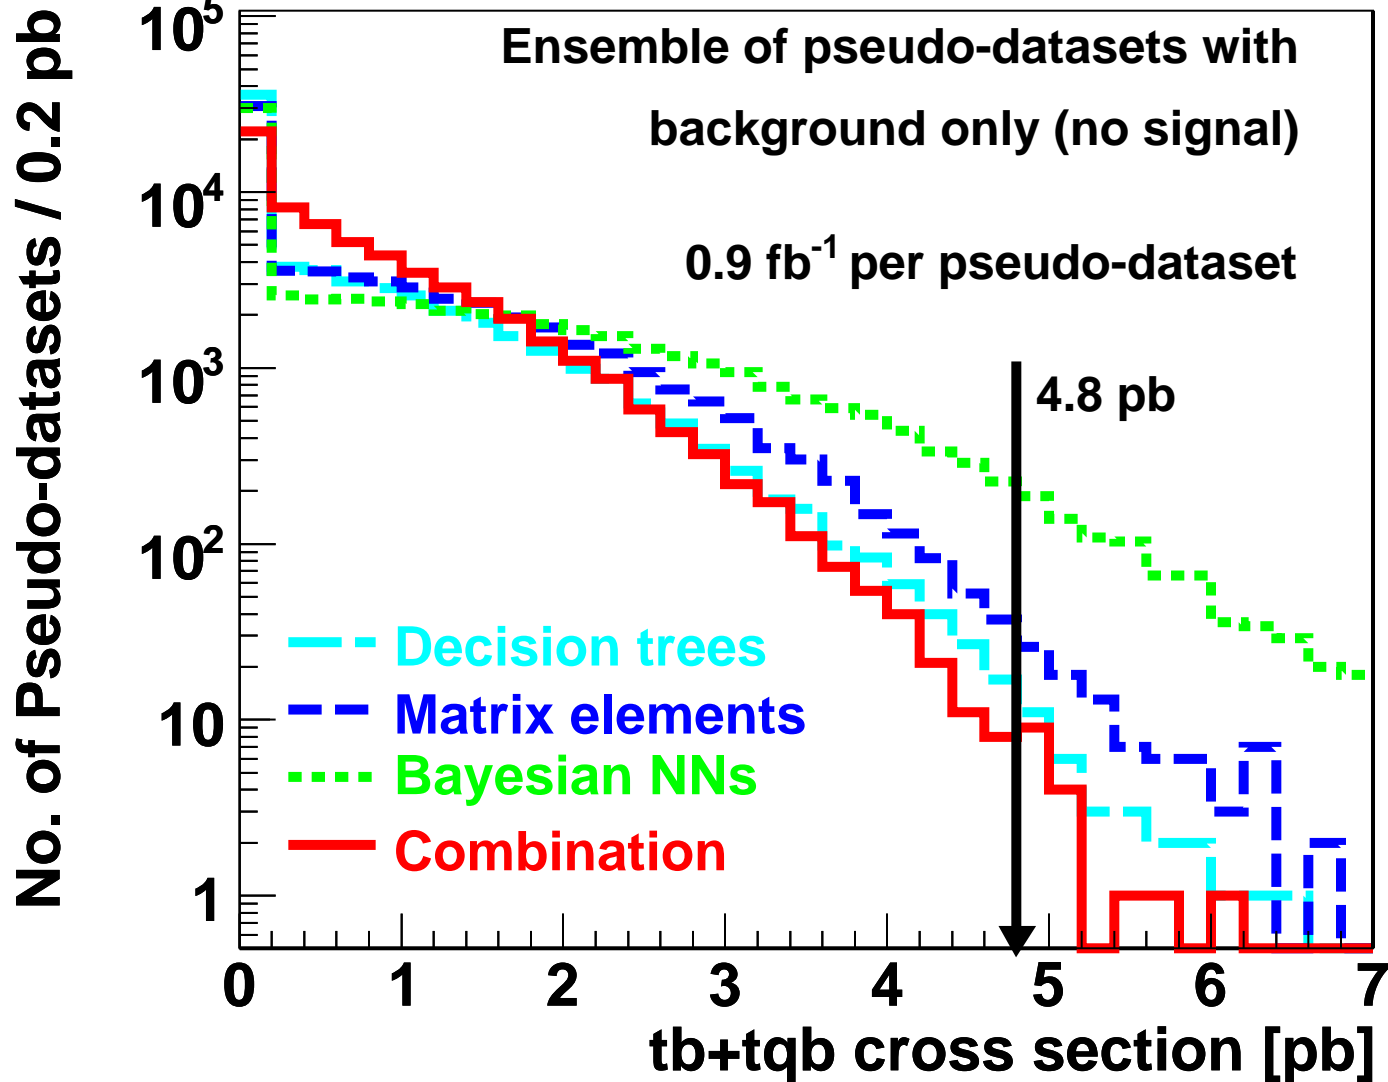 No. of Pseudo-datasets / 0.2 pb
10⁵
10⁴
10³
10²
10
1
Ensemble of pseudo-datasets with
background only (no signal)
0.9 fb⁻¹ per pseudo-dataset
4.8 pb
Decision trees
Matrix elements
Bayesian NNs
Combination
0 1 2 3 4 5 6 7
tb+tqb cross section [pb]